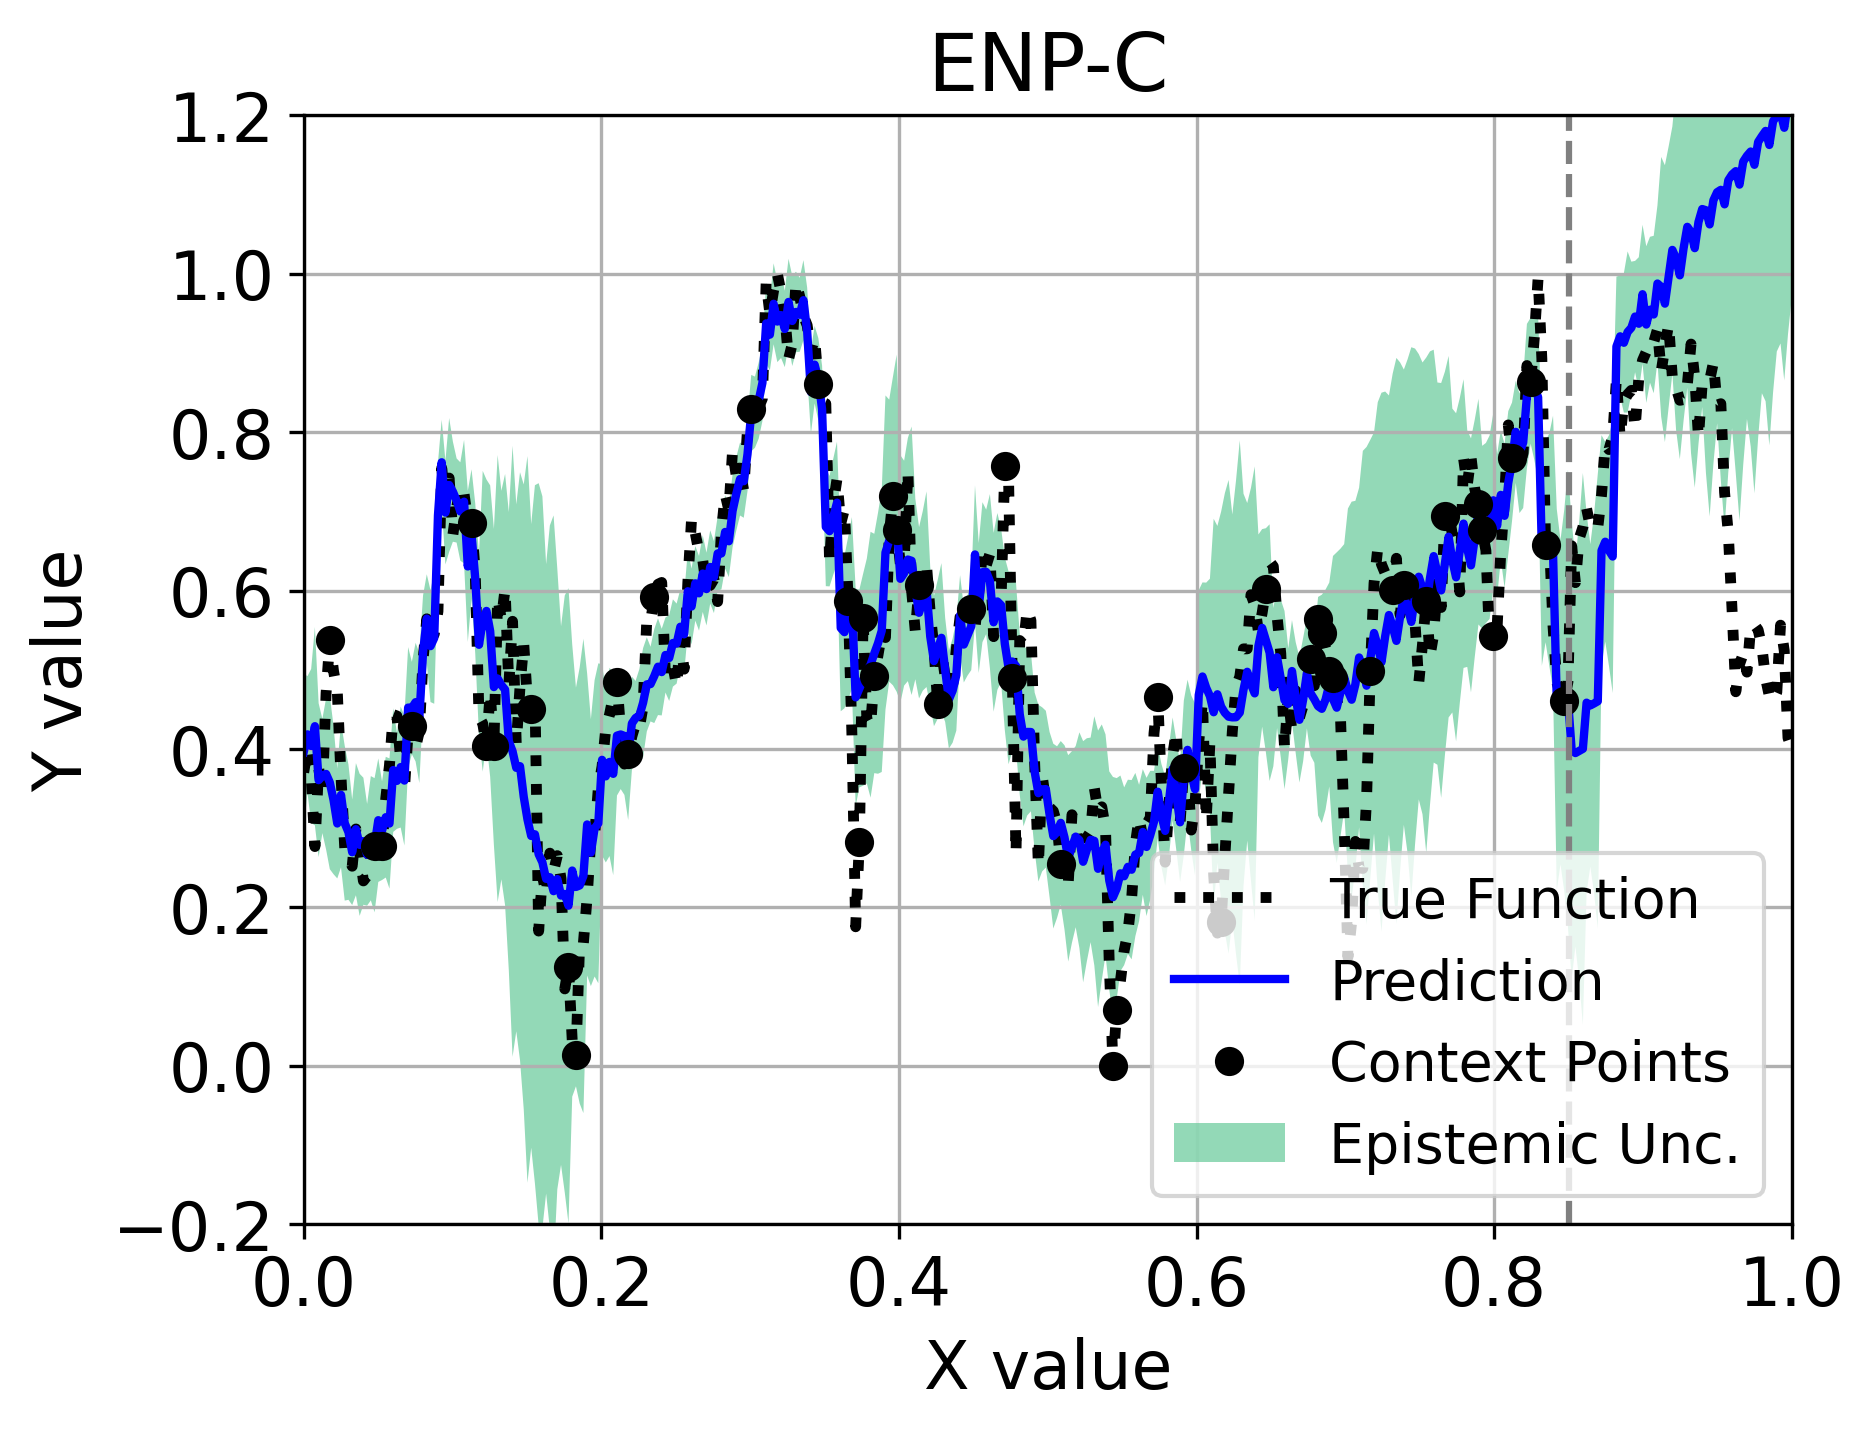 ENP-C
1.2
1.0
0.8
0.6
0.4
0.2
0.0
−0.2
Y value
0.0 0.2 0.4 0.6 0.8 1.0
X value
True Function
Prediction
Context Points
Epistemic Unc.